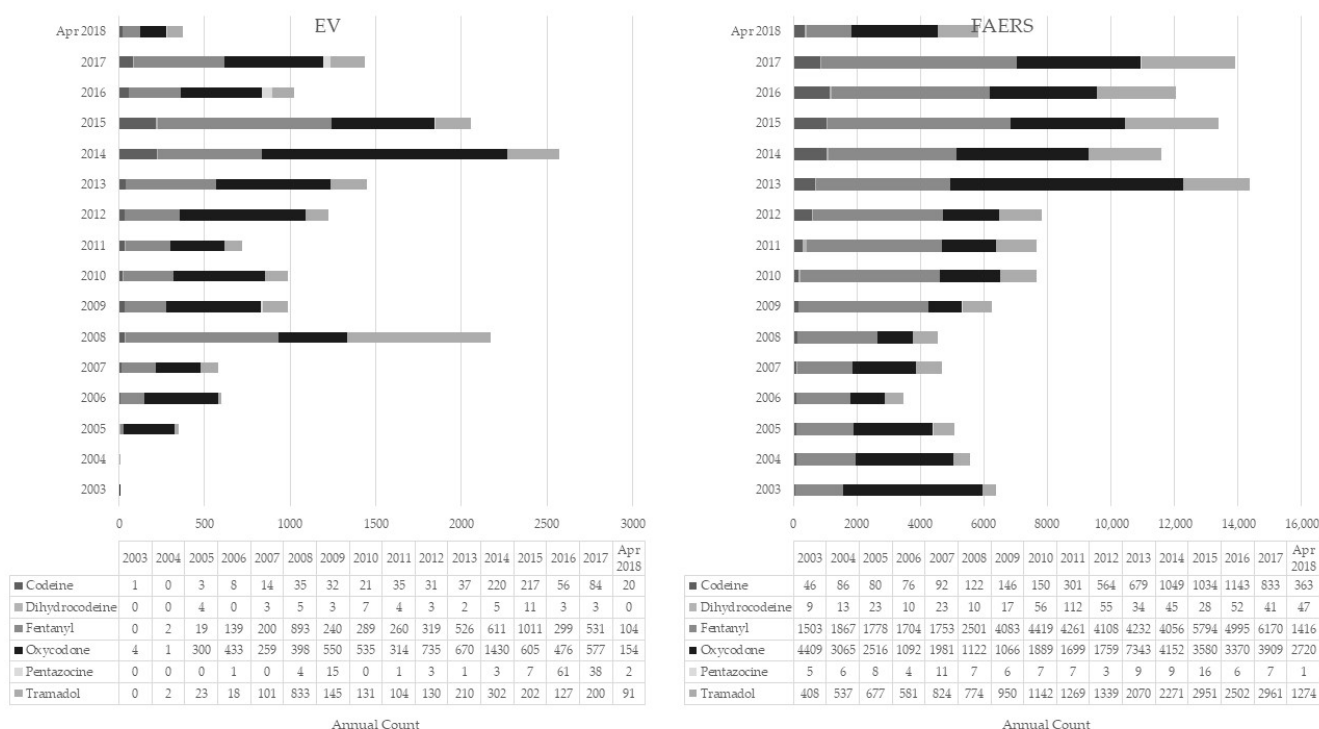 EV
Apr 2018
2017
2016
2015
2014
2013
2012
2011
2010
2009
2008
2007
2006
2005
2004
2003
0 500 1000 1500 2000 2500 3000
2003 2004 2005 2006 2007 2008 2009 2010 2011 2012 2013 2014 2015 2016 2017 Apr 2018
Codeine 1 0 3 8 14 35 32 21 35 31 37 220 217 56 84 20
Dihydrocodeine 0 0 4 0 3 5 3 7 4 3 2 5 11 3 3 0
Fentanyl 0 2 19 139 200 893 240 289 260 319 526 611 1011 299 531 104
Oxycodone 4 1 300 433 259 398 550 535 314 735 670 1430 605 476 577 154
Pentazocine 0 0 0 0 0 4 15 0 1 3 1 3 7 61 38 2
Tramadol 0 2 23 18 101 833 145 131 104 130 210 302 202 127 200 91
Annual Count
FAERS
Apr 2018
2017
2016
2015
2014
2013
2012
2011
2010
2009
2008
2007
2006
2005
2004
2003
0 2000 4000 6000 8000 10,000 12,000 14,000 16,000
2003 2004 2005 2006 2007 2008 2009 2010 2011 2012 2013 2014 2015 2016 2017 Apr 2018
Codeine 46 86 80 76 92 122 146 150 301 564 679 1049 1034 1143 833 363
Dihydrocodeine 9 13 23 10 23 10 17 56 112 55 34 45 28 52 41 47
Fentanyl 1503 1867 1778 1704 1753 2501 4083 4419 4261 4108 4232 4056 5794 4995 6170 1416
Oxycodone 4409 3065 2516 1092 1981 1122 1066 1889 1699 1759 7343 4152 3580 3370 3909 2720
Pentazocine 5 6 8 4 11 7 6 7 7 3 9 9 16 6 7 1
Tramadol 408 537 677 581 824 774 950 1142 1269 1339 2070 2271 2951 2502 2961 1274
Annual Count